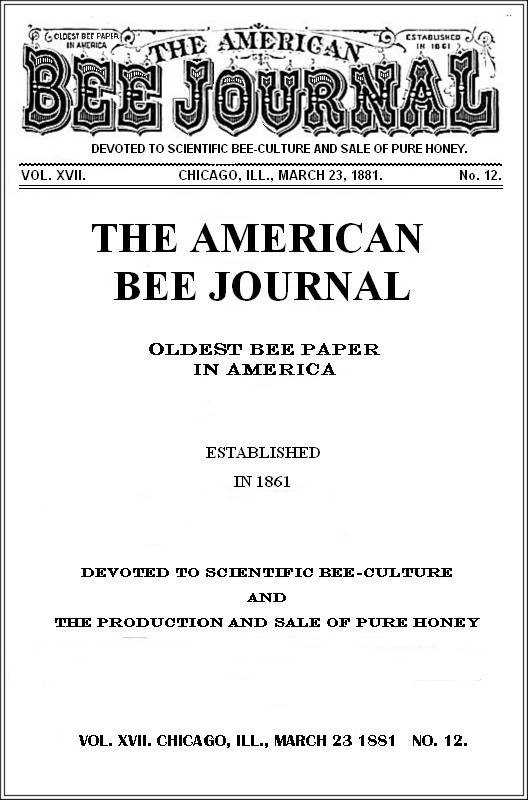 OLDEST BEE PAPER
IN AMERICA
THE AMERICAN
ESTABLISHED
IN 1861
BEE JOURNAL
DEVOTED TO SCIENTIFIC BEE-CULTURE AND SALE OF PURE HONEY.
VOL. XVII. CHICAGO, ILL., MARCH 23, 1881. No. 12.
THE AMERICAN
BEE JOURNAL
OLDEST BEE PAPER
IN AMERICA
ESTABLISHED
IN 1861
DEVOTED TO SCIENTIFIC BEE-CULTURE
AND
THE PRODUCTION AND SALE OF PURE HONEY
VOL. XVII. CHICAGO, ILL., MARCH 23 1881 NO. 12.